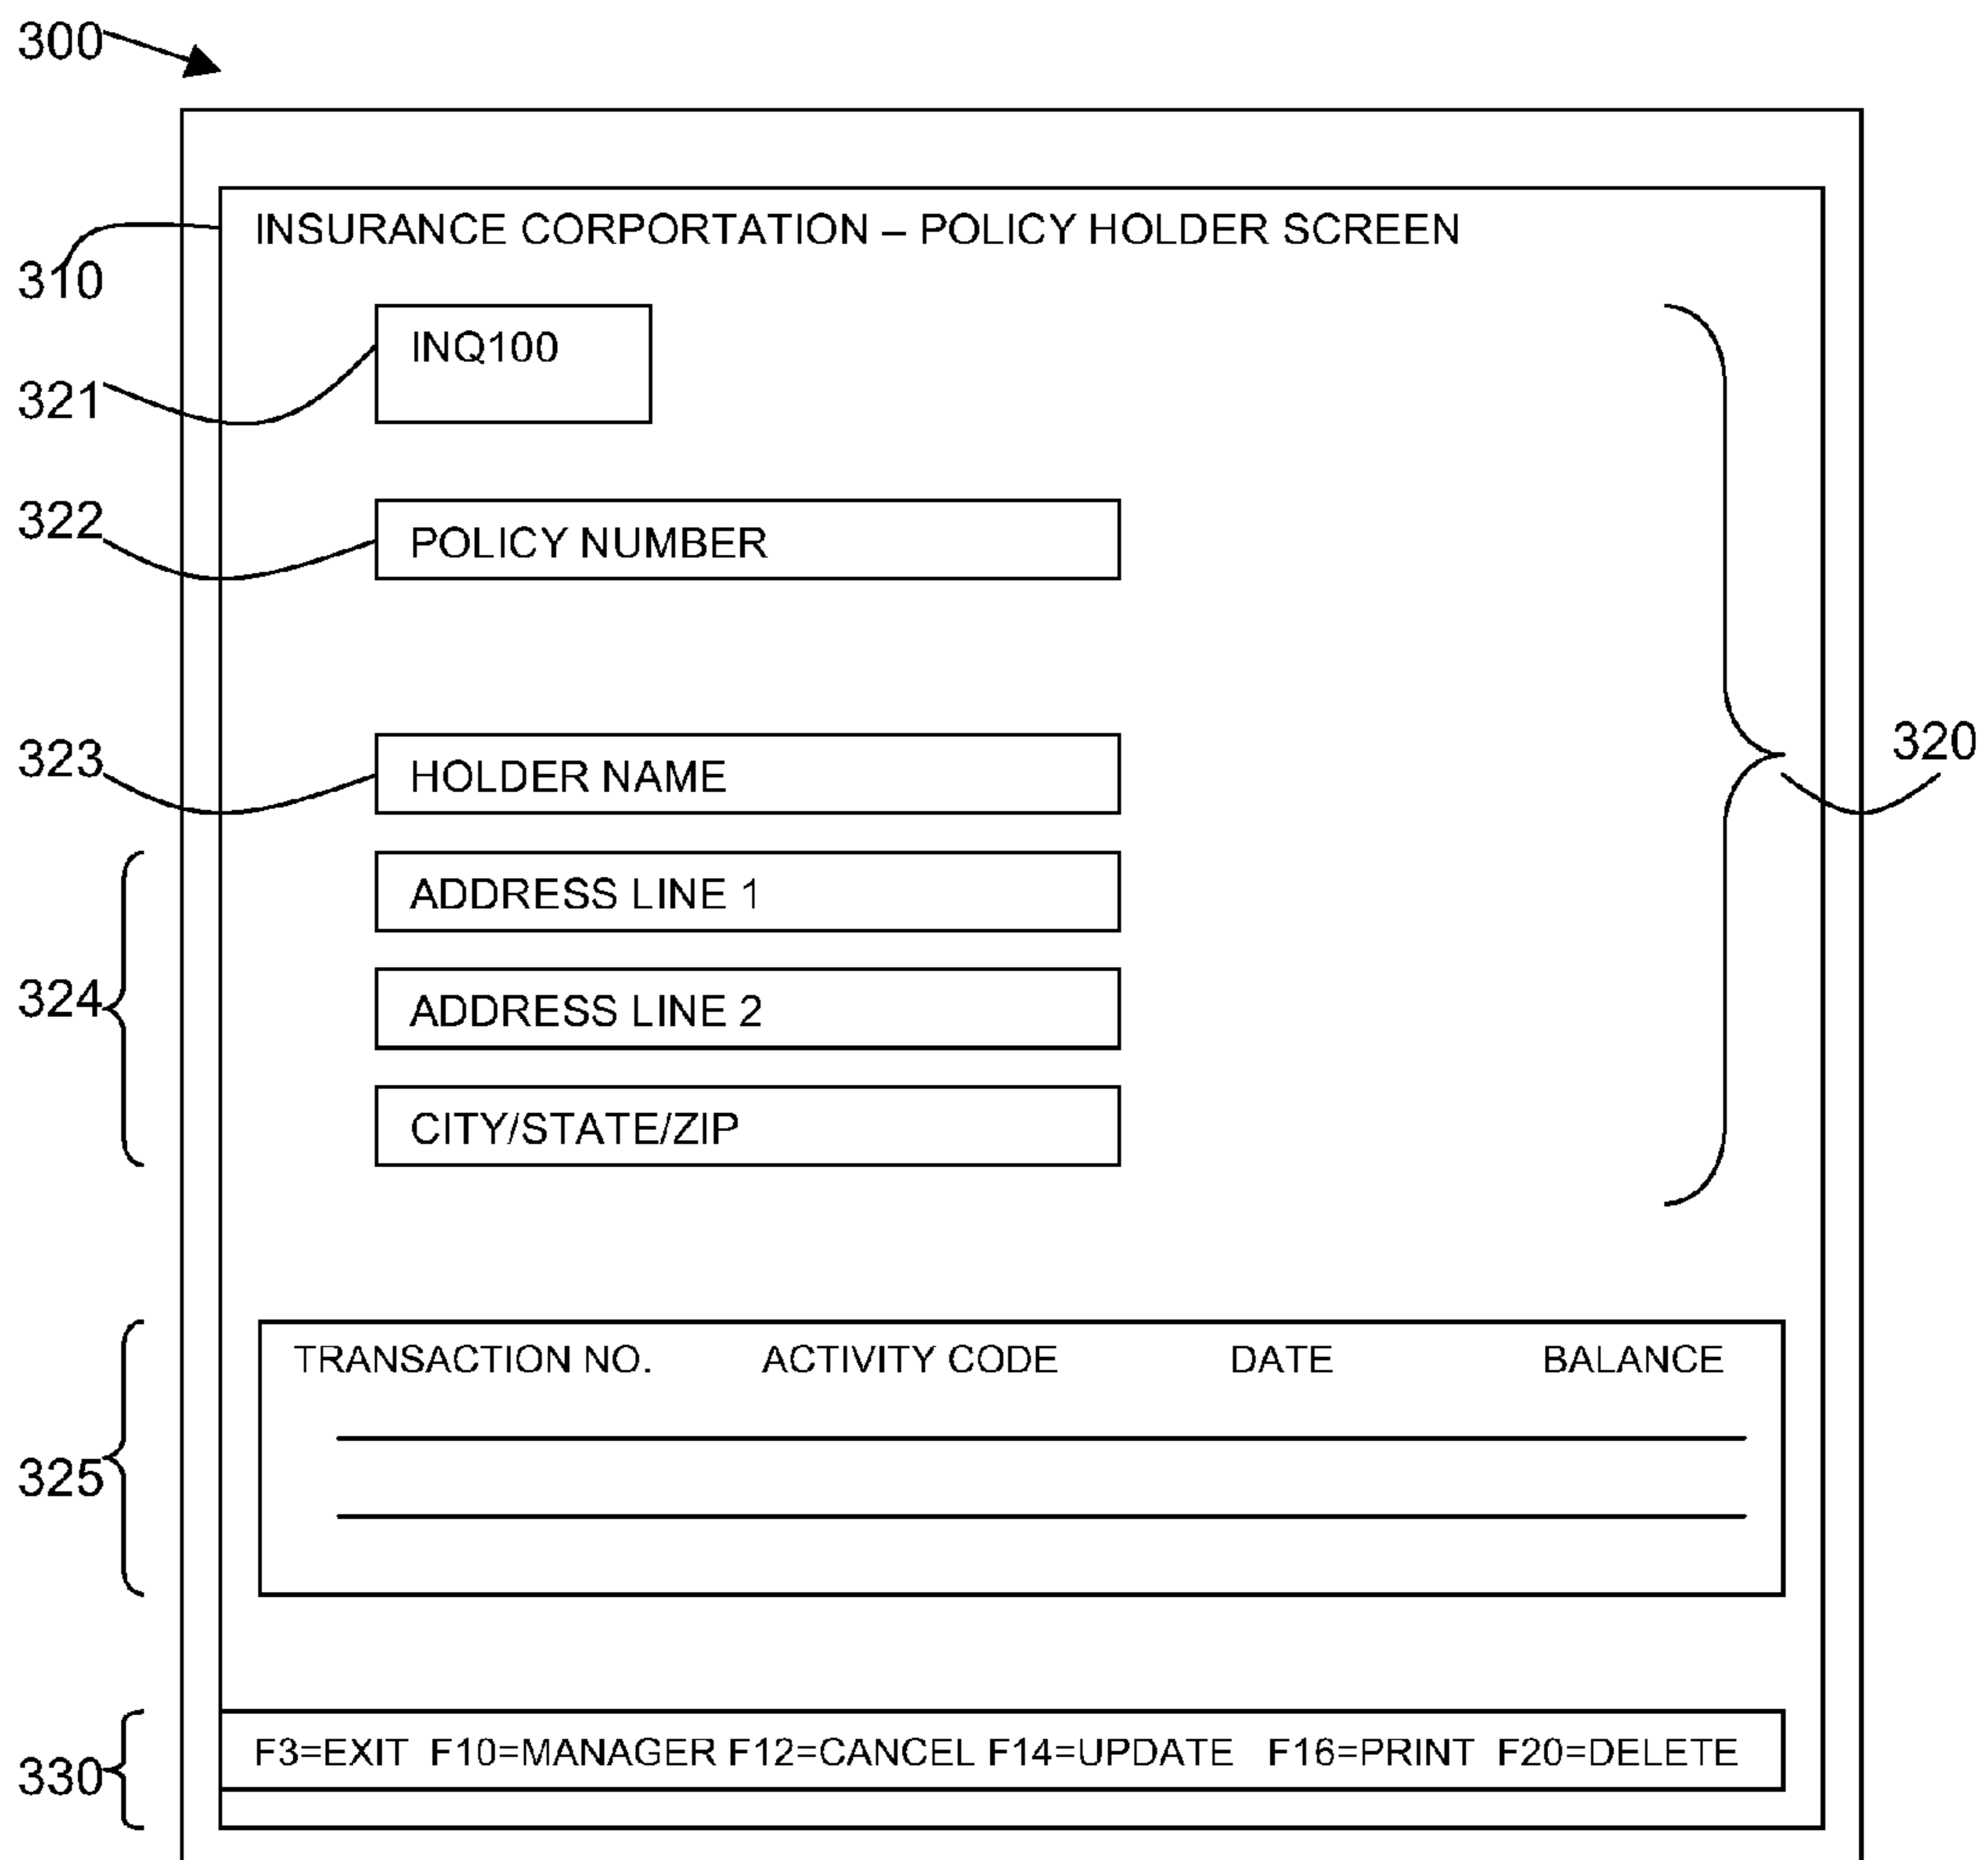 300
INSURANCE CORPORTATION – POLICY HOLDER SCREEN
310
INQ100
321
322
POLICY NUMBER
323
HOLDER NAME
320
ADDRESS LINE 1
324
ADDRESS LINE 2
CITY/STATE/ZIP
TRANSACTION NO. ACTIVITY CODE DATE BALANCE
325
330
F3=EXIT F10=MANAGER F12=CANCEL F14=UPDATE F16=PRINT F20=DELETE